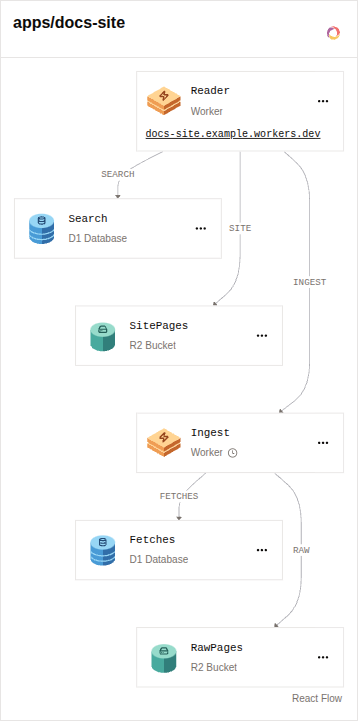 apps/docs-site
Reader
Worker
docs-site.example.workers.dev
SEARCH
Search
D1 Database
SITE
INGEST
SitePages
R2 Bucket
Ingest
Worker
FETCHES
Fetches
D1 Database
RAW
RawPages
R2 Bucket
React Flow